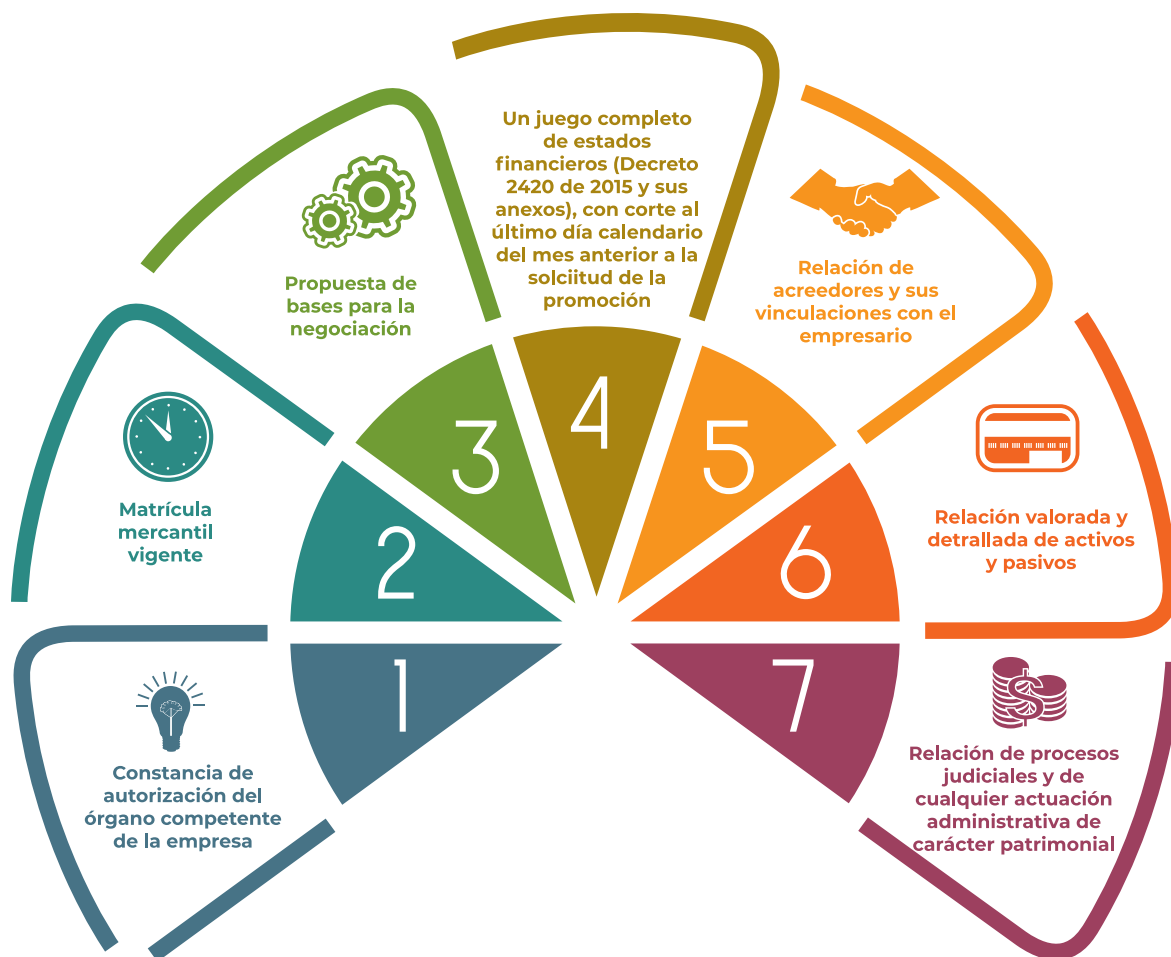 1
Constancia de
autorización del
órgano competente
de la empresa
2
Matrícula
mercantil
vigente
3
Propuesta de
bases para la
negociación
4
Un juego completo
de estados
financieros (Decreto
2420 de 2015 y sus
anexos), con corte al
último día calendario
del mes anterior a la
solciitud de la
promoción
5
Relación de
acreedores y sus
vinculaciones con el
empresario
6
Relación valorada y
detrallada de activos
y pasivos
7
$
Relación de procesos
judiciales y de
cualquier actuación
administrativa de
carácter patrimonial